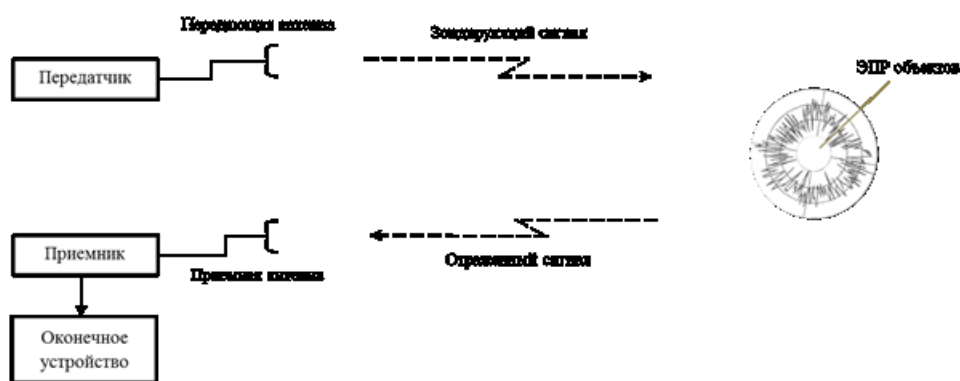 Передающая антенна
Зондирующий сигнал
Передатчик
ЭПР объектов
Приемник
Приемная антенна
Отраженный сигнал
Оконечное
устройство